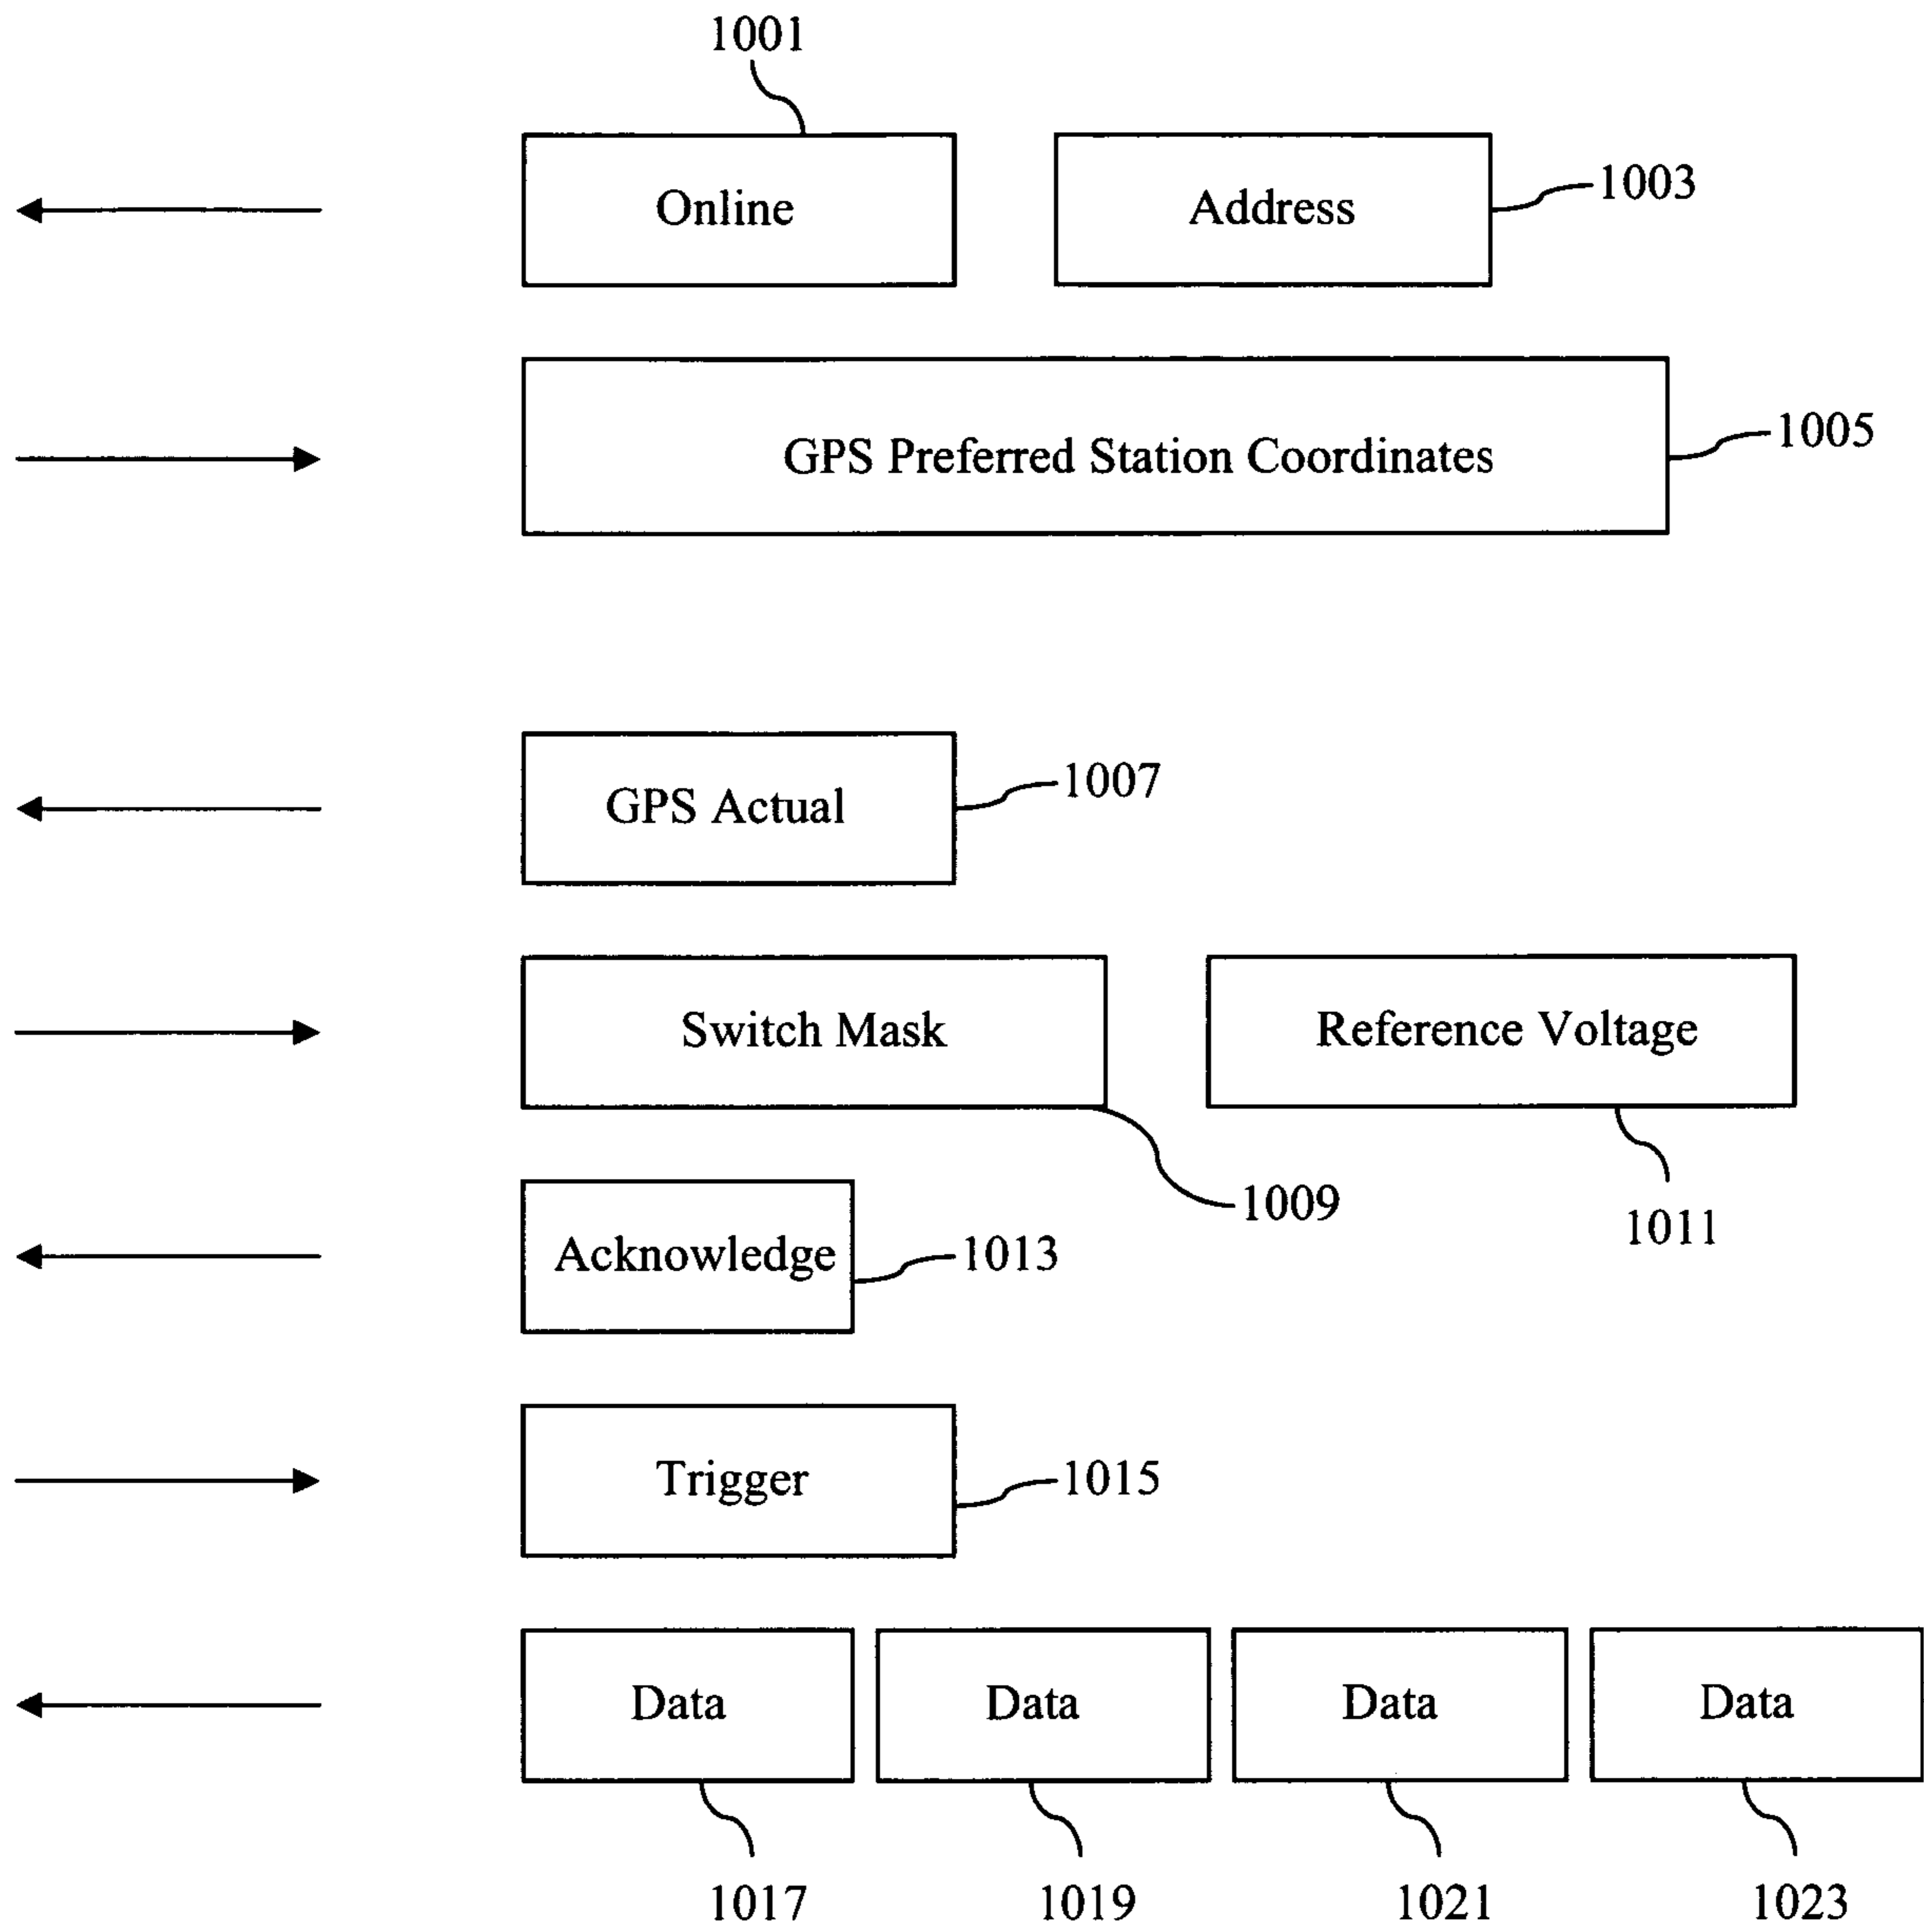 1001
Online
Address
1003
GPS Preferred Station Coordinates
1005
GPS Actual
1007
Switch Mask
Reference Voltage
1009
1011
Acknowledge
1013
Trigger
1015
Data
Data
Data
Data
1017
1019
1021
1023